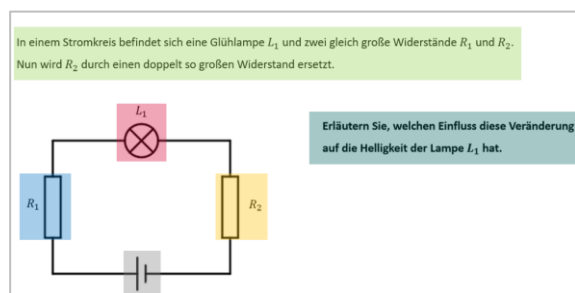 In einem Stromkreis befindet sich eine Glühlampe L₁ und zwei gleich große Widerstände R₁ und R₂.
Nun wird R₂ durch einen doppelt so großen Widerstand ersetzt.
L₁
Erläutern Sie, welchen Einfluss diese Veränderung
auf die Helligkeit der Lampe L₁ hat.
R₁
R₂